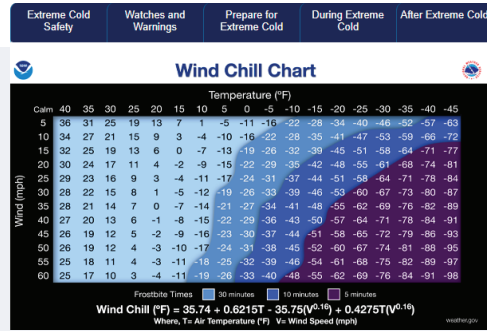 Extreme Cold Safety
Watches and Warnings
Prepare for Extreme Cold
During Extreme Cold
After Extreme Cold
Wind Chill Chart
Temperature (°F)
Calm 40 35 30 25 20 15 10 5 0 -5 -10 -15 -20 -25 -30 -35 -40 -45
Wind (mph)
5 36 31 25 19 13 7 1 -5 -11 -16 -22 -28 -34 -40 -46 -52 -57 -63
10 34 27 21 15 9 3 -4 -10 -16 -22 -28 -35 -41 -47 -53 -59 -66 -72
15 32 25 19 13 6 0 -7 -13 -19 -26 -32 -39 -45 -51 -58 -64 -71 -77
20 30 24 17 11 4 -2 -9 -15 -22 -29 -35 -42 -48 -55 -61 -68 -74 -81
25 29 23 16 9 3 -4 -11 -17 -24 -31 -37 -44 -51 -58 -64 -71 -78 -84
30 28 22 15 8 1 -5 -12 -19 -26 -33 -39 -46 -53 -60 -67 -73 -80 -87
35 28 21 14 7 0 -7 -14 -21 -27 -34 -41 -48 -55 -62 -69 -76 -82 -89
40 27 20 13 6 -1 -8 -15 -22 -29 -36 -43 -50 -57 -64 -71 -78 -84 -91
45 26 19 12 5 -2 -9 -16 -23 -30 -37 -44 -51 -58 -65 -72 -79 -86 -93
50 26 19 12 4 -3 -10 -17 -24 -31 -38 -45 -52 -60 -67 -74 -81 -88 -95
55 25 18 11 4 -3 -11 -18 -25 -32 -39 -46 -54 -61 -68 -75 -82 -89 -97
60 25 17 10 3 -4 -11 -19 -26 -33 -40 -48 -55 -62 -69 -76 -84 -91 -98
Frostbite Times 30 minutes 10 minutes 5 minutes
Wind Chill (°F) = 35.74 + 0.6215T - 35.75(V^0.16) + 0.4275T(V^0.16)
Where, T= Air Temperature (°F) V= Wind Speed (mph)
weather.gov